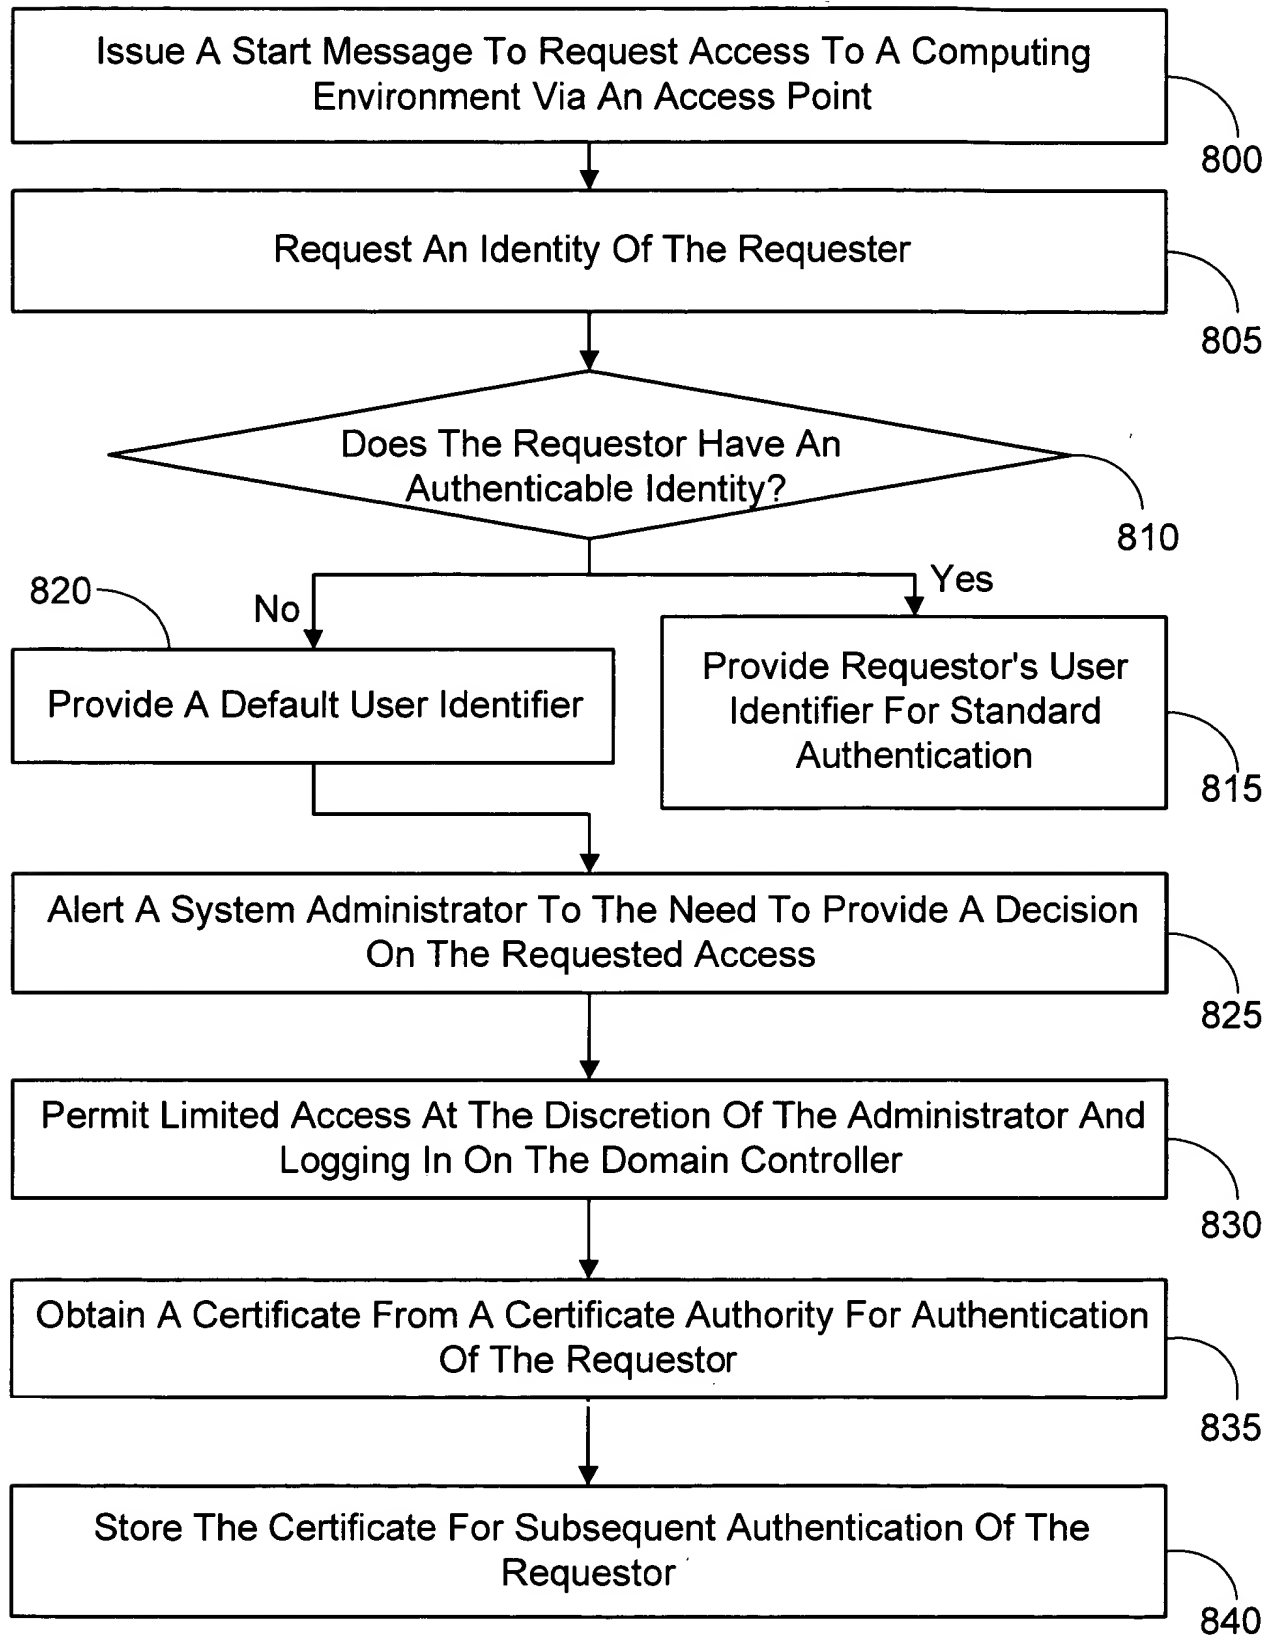 Issue A Start Message To Request Access To A Computing
Environment Via An Access Point
800
Request An Identity Of The Requester
805
Does The Requestor Have An
Authenticable Identity?
810
820
No
Yes
Provide A Default User Identifier
Provide Requestor's User
Identifier For Standard
Authentication
815
Alert A System Administrator To The Need To Provide A Decision
On The Requested Access
825
Permit Limited Access At The Discretion Of The Administrator And
Logging In On The Domain Controller
830
Obtain A Certificate From A Certificate Authority For Authentication
Of The Requestor
835
Store The Certificate For Subsequent Authentication Of The
Requestor
840